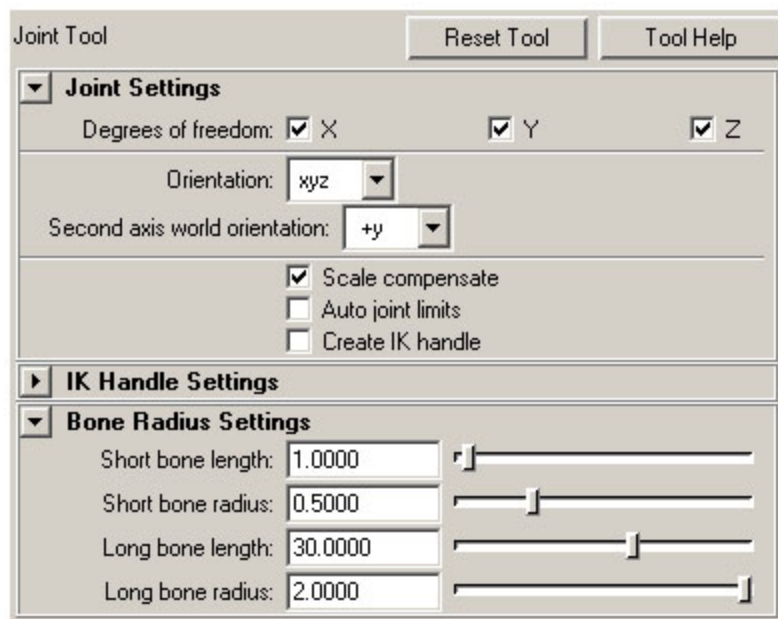 Joint Tool Reset Tool Tool Help
Joint Settings
Degrees of freedom: X Y Z
Orientation: xyz
Second axis world orientation: +y
Scale compensate
Auto joint limits
Create IK handle
IK Handle Settings
Bone Radius Settings
Short bone length: 1.0000
Short bone radius: 0.5000
Long bone length: 30.0000
Long bone radius: 2.0000